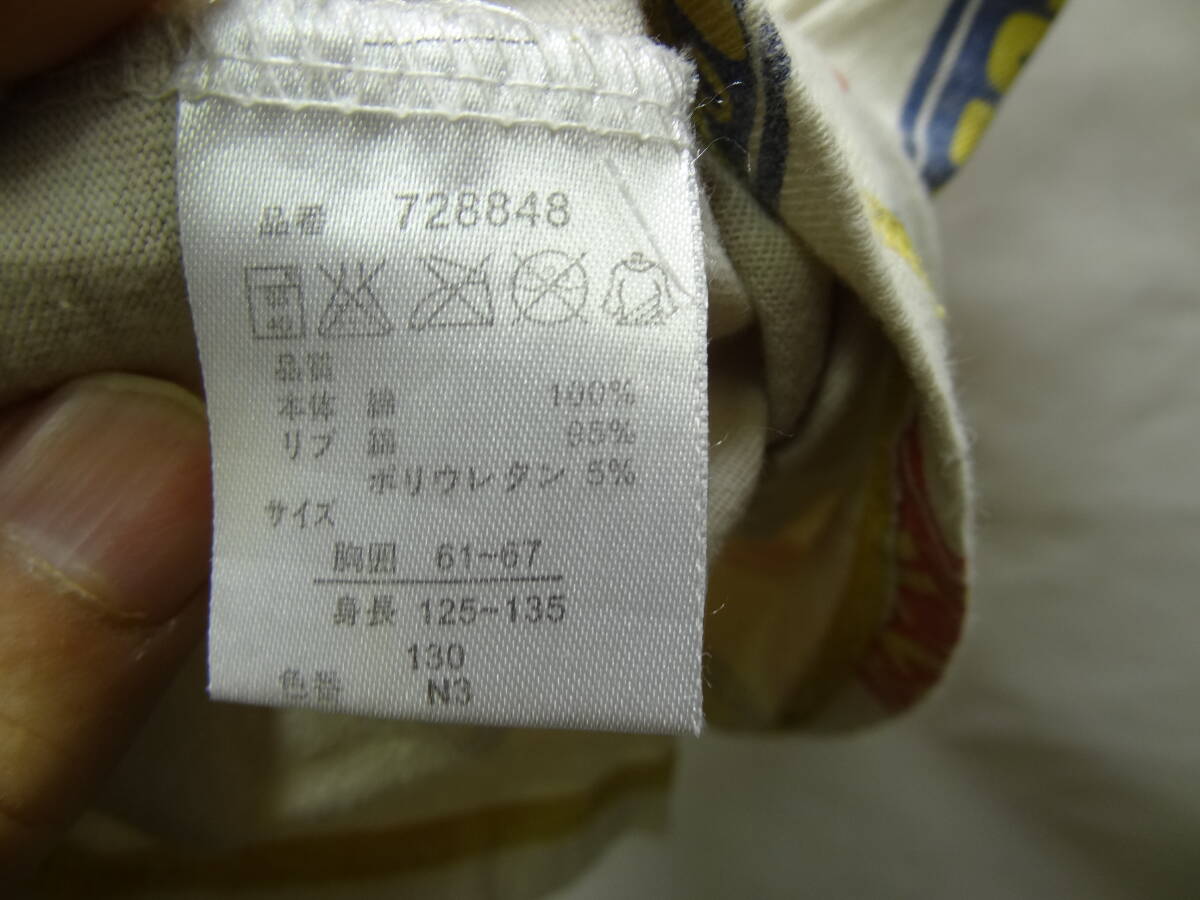 品番 728848
40
品質
本体 綿 100%
リブ 綿 95%
ポリウレタン 5%
サイズ
胸囲 61~67
身長 125-135
130
色番 N3